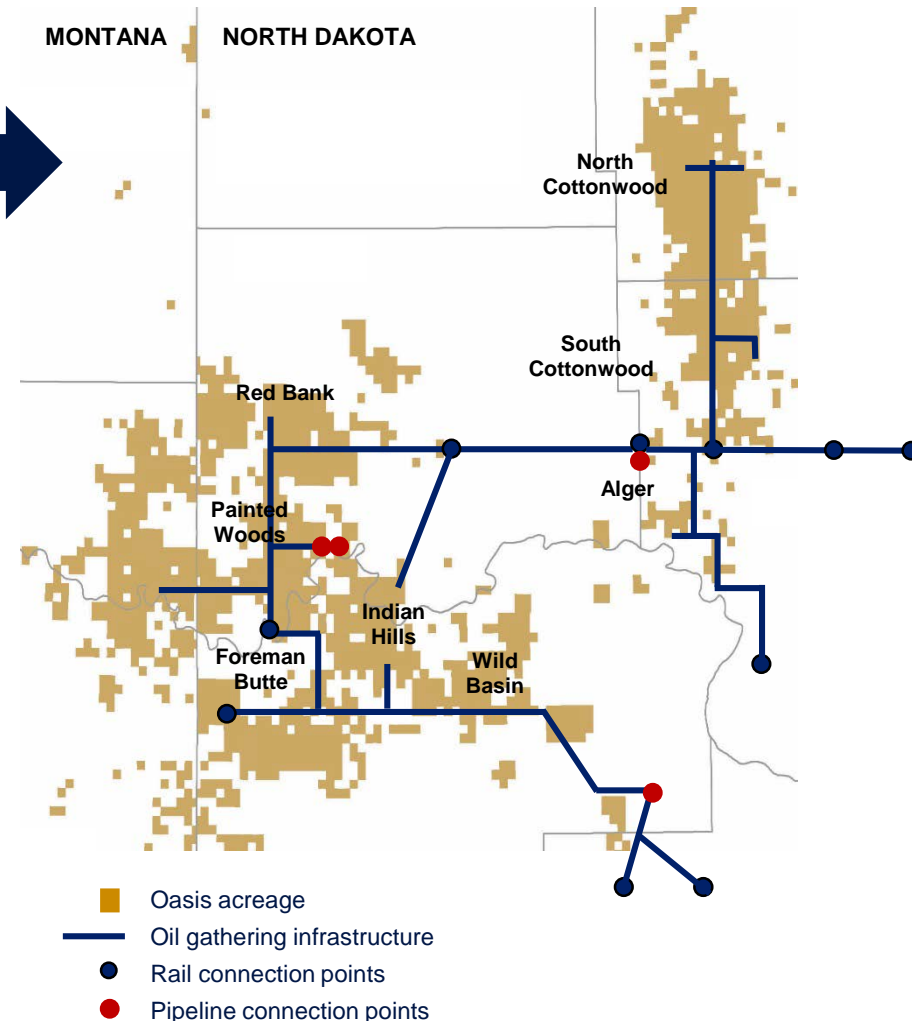 MONTANA
NORTH DAKOTA
North
Cottonwood
South
Cottonwood
Red Bank
Alger
Painted
Woods
Indian
Hills
Foreman
Butte
Wild
Basin
Oasis acreage
Oil gathering infrastructure
Rail connection points
Pipeline connection points